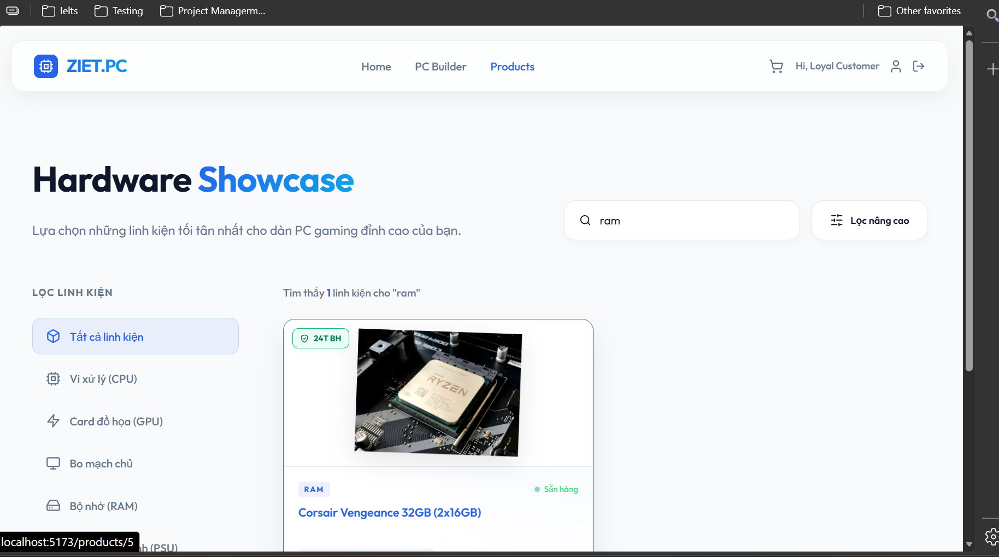 Ielts
Testing
Project Managerm...
Other favorites
ZIET.PC
Home
PC Builder
Products
Hi, Loyal Customer
Hardware Showcase
Lựa chọn những linh kiện tối tân nhất cho dàn PC gaming đỉnh cao của bạn.
ram
Lọc nâng cao
LỌC LINH KIỆN
Tìm thấy 1 linh kiện cho "ram"
Tất cả linh kiện
24T BH
RYZEN
Vi xử lý (CPU)
Card đồ họa (GPU)
Bo mạch chủ
RAM
Sẵn hàng
Bộ nhớ (RAM)
Corsair Vengeance 32GB (2x16GB)
localhost:5173/products/5
(PSU)